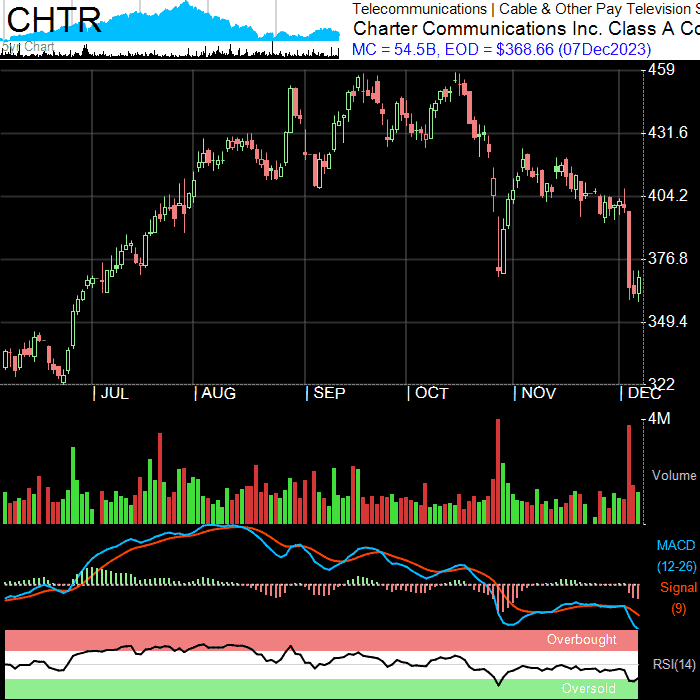 CHTR
5yr Chart
Telecommunications | Cable & Other Pay Television S
Charter Communications Inc. Class A Co
MC = 54.5B, EOD = $368.66 (07Dec2023)
459
431.6
404.2
376.8
349.4
322
| JUL | AUG | SEP | OCT | NOV | DEC
4M
Volume
MACD
(12-26)
Signal
(9)
Overbought
RSI(14)
Oversold